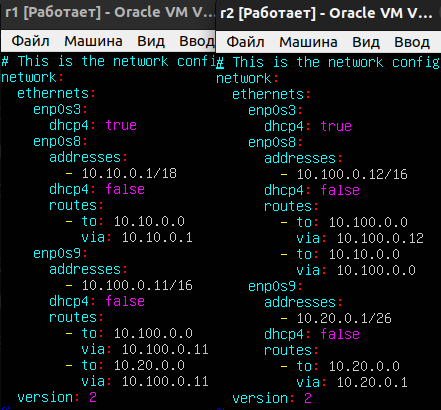 r1 [Работает] - Oracle VM V...
Файл Машина Вид Ввод
# This is the network config
network:
  ethernets:
    enp0s3:
      dhcp4: true
    enp0s8:
      addresses:
        - 10.10.0.1/18
      dhcp4: false
      routes:
        - to: 10.10.0.0
          via: 10.10.0.1
    enp0s9:
      addresses:
        - 10.100.0.11/16
      dhcp4: false
      routes:
        - to: 10.100.0.0
          via: 10.100.0.11
        - to: 10.20.0.0
          via: 10.100.0.11
  version: 2
r2 [Работает] - Oracle VM V...
Файл Машина Вид Ввод
# This is the network config
network:
  ethernets:
    enp0s3:
      dhcp4: true
    enp0s8:
      addresses:
        - 10.100.0.12/16
      dhcp4: false
      routes:
        - to: 10.100.0.0
          via: 10.100.0.12
        - to: 10.10.0.0
          via: 10.100.0.0
    enp0s9:
      addresses:
        - 10.20.0.1/26
      dhcp4: false
      routes:
        - to: 10.20.0.0
          via: 10.20.0.1
  version: 2